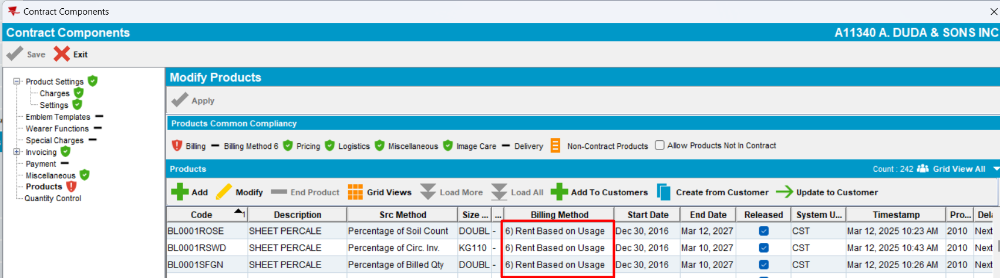 Contract Components
Contract Components A11340 A. DUDA & SONS INC
Save Exit
Product Settings
Charges
Settings
Emblem Templates
Wearer Functions
Special Charges
Invoicing
Payment
Miscellaneous
Products
Quantity Control
Modify Products
Apply
Products Common Compliancy
Billing Billing Method 6 Pricing Logistics Miscellaneous Image Care Delivery Non-Contract Products Allow Products Not In Contract
Products Count : 242 Grid View All
Add Modify End Product Grid Views Load More Load All Add To Customers Create from Customer Update to Customer
Code 1 Description Src Method Size ... ... Billing Method Start Date End Date Released System U... Timestamp Pro... Dela
BL0001ROSE SHEET PERCALE Percentage of Soil Count DOUBL - 6) Rent Based on Usage Dec 30, 2016 Mar 12, 2027 CST Mar 12, 2025 10:23 AM 2010 Next
BL0001RSWD SHEET PERCALE Percentage of Circ. Inv. KG110 - 6) Rent Based on Usage Dec 30, 2016 Mar 10, 2027 CST Mar 12, 2025 10:43 AM 2010 Next
BL0001SFGN SHEET PERCALE Percentage of Billed Qty DOUBL - 6) Rent Based on Usage Dec 30, 2016 Mar 10, 2027 CST Mar 12, 2025 10:26 AM 2010 Next